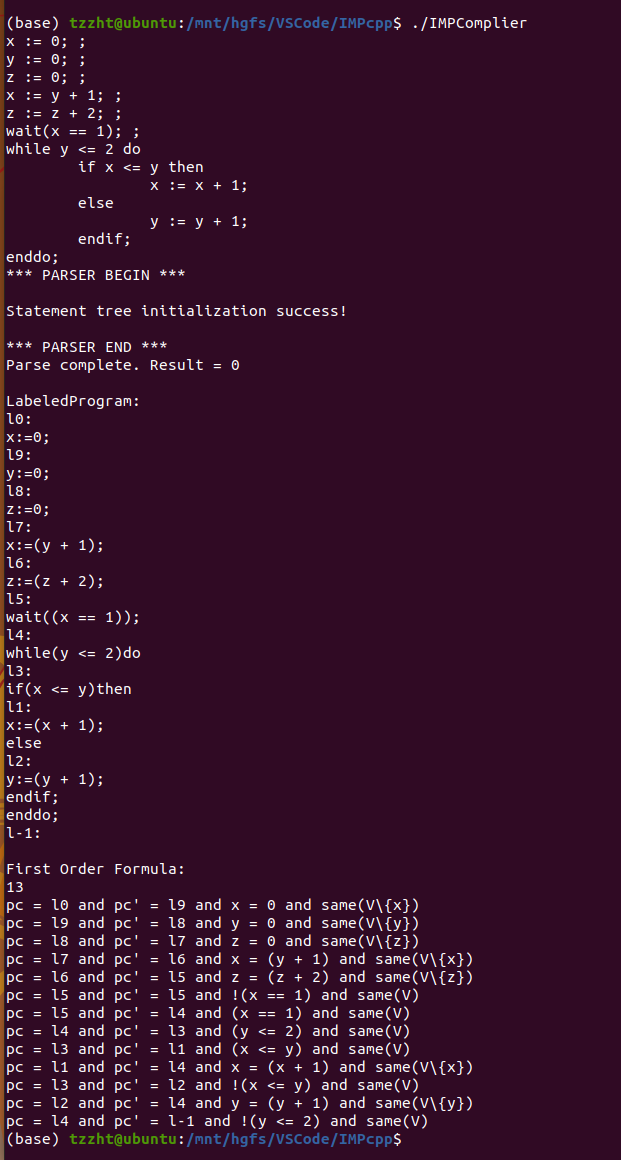 (base) tzzht@ubuntu:/mnt/hgfs/VSCode/IMPcpp$ ./IMPComplier
x := 0; ;
y := 0; ;
z := 0; ;
x := y + 1; ;
z := z + 2; ;
wait(x == 1); ;
while y <= 2 do
        if x <= y then
                x := x + 1;
        else
                y := y + 1;
        endif;
enddo;
*** PARSER BEGIN ***

Statement tree initialization success!

*** PARSER END ***
Parse complete. Result = 0

LabeledProgram:
l0:
x:=0;
l9:
y:=0;
l8:
z:=0;
l7:
x:=(y + 1);
l6:
z:=(z + 2);
l5:
wait((x == 1));
l4:
while(y <= 2)do
l3:
if(x <= y)then
l1:
x:=(x + 1);
else
l2:
y:=(y + 1);
endif;
enddo;
l-1:

First Order Formula:
13
pc = l0 and pc' = l9 and x = 0 and same(V\{x})
pc = l9 and pc' = l8 and y = 0 and same(V\{y})
pc = l8 and pc' = l7 and z = 0 and same(V\{z})
pc = l7 and pc' = l6 and x = (y + 1) and same(V\{x})
pc = l6 and pc' = l5 and z = (z + 2) and same(V\{z})
pc = l5 and pc' = l5 and !(x == 1) and same(V)
pc = l5 and pc' = l4 and (x == 1) and same(V)
pc = l4 and pc' = l3 and (y <= 2) and same(V)
pc = l3 and pc' = l1 and (x <= y) and same(V)
pc = l1 and pc' = l4 and x = (x + 1) and same(V\{x})
pc = l3 and pc' = l2 and !(x <= y) and same(V)
pc = l2 and pc' = l4 and y = (y + 1) and same(V\{y})
pc = l4 and pc' = l-1 and !(y <= 2) and same(V)
(base) tzzht@ubuntu:/mnt/hgfs/VSCode/IMPcpp$